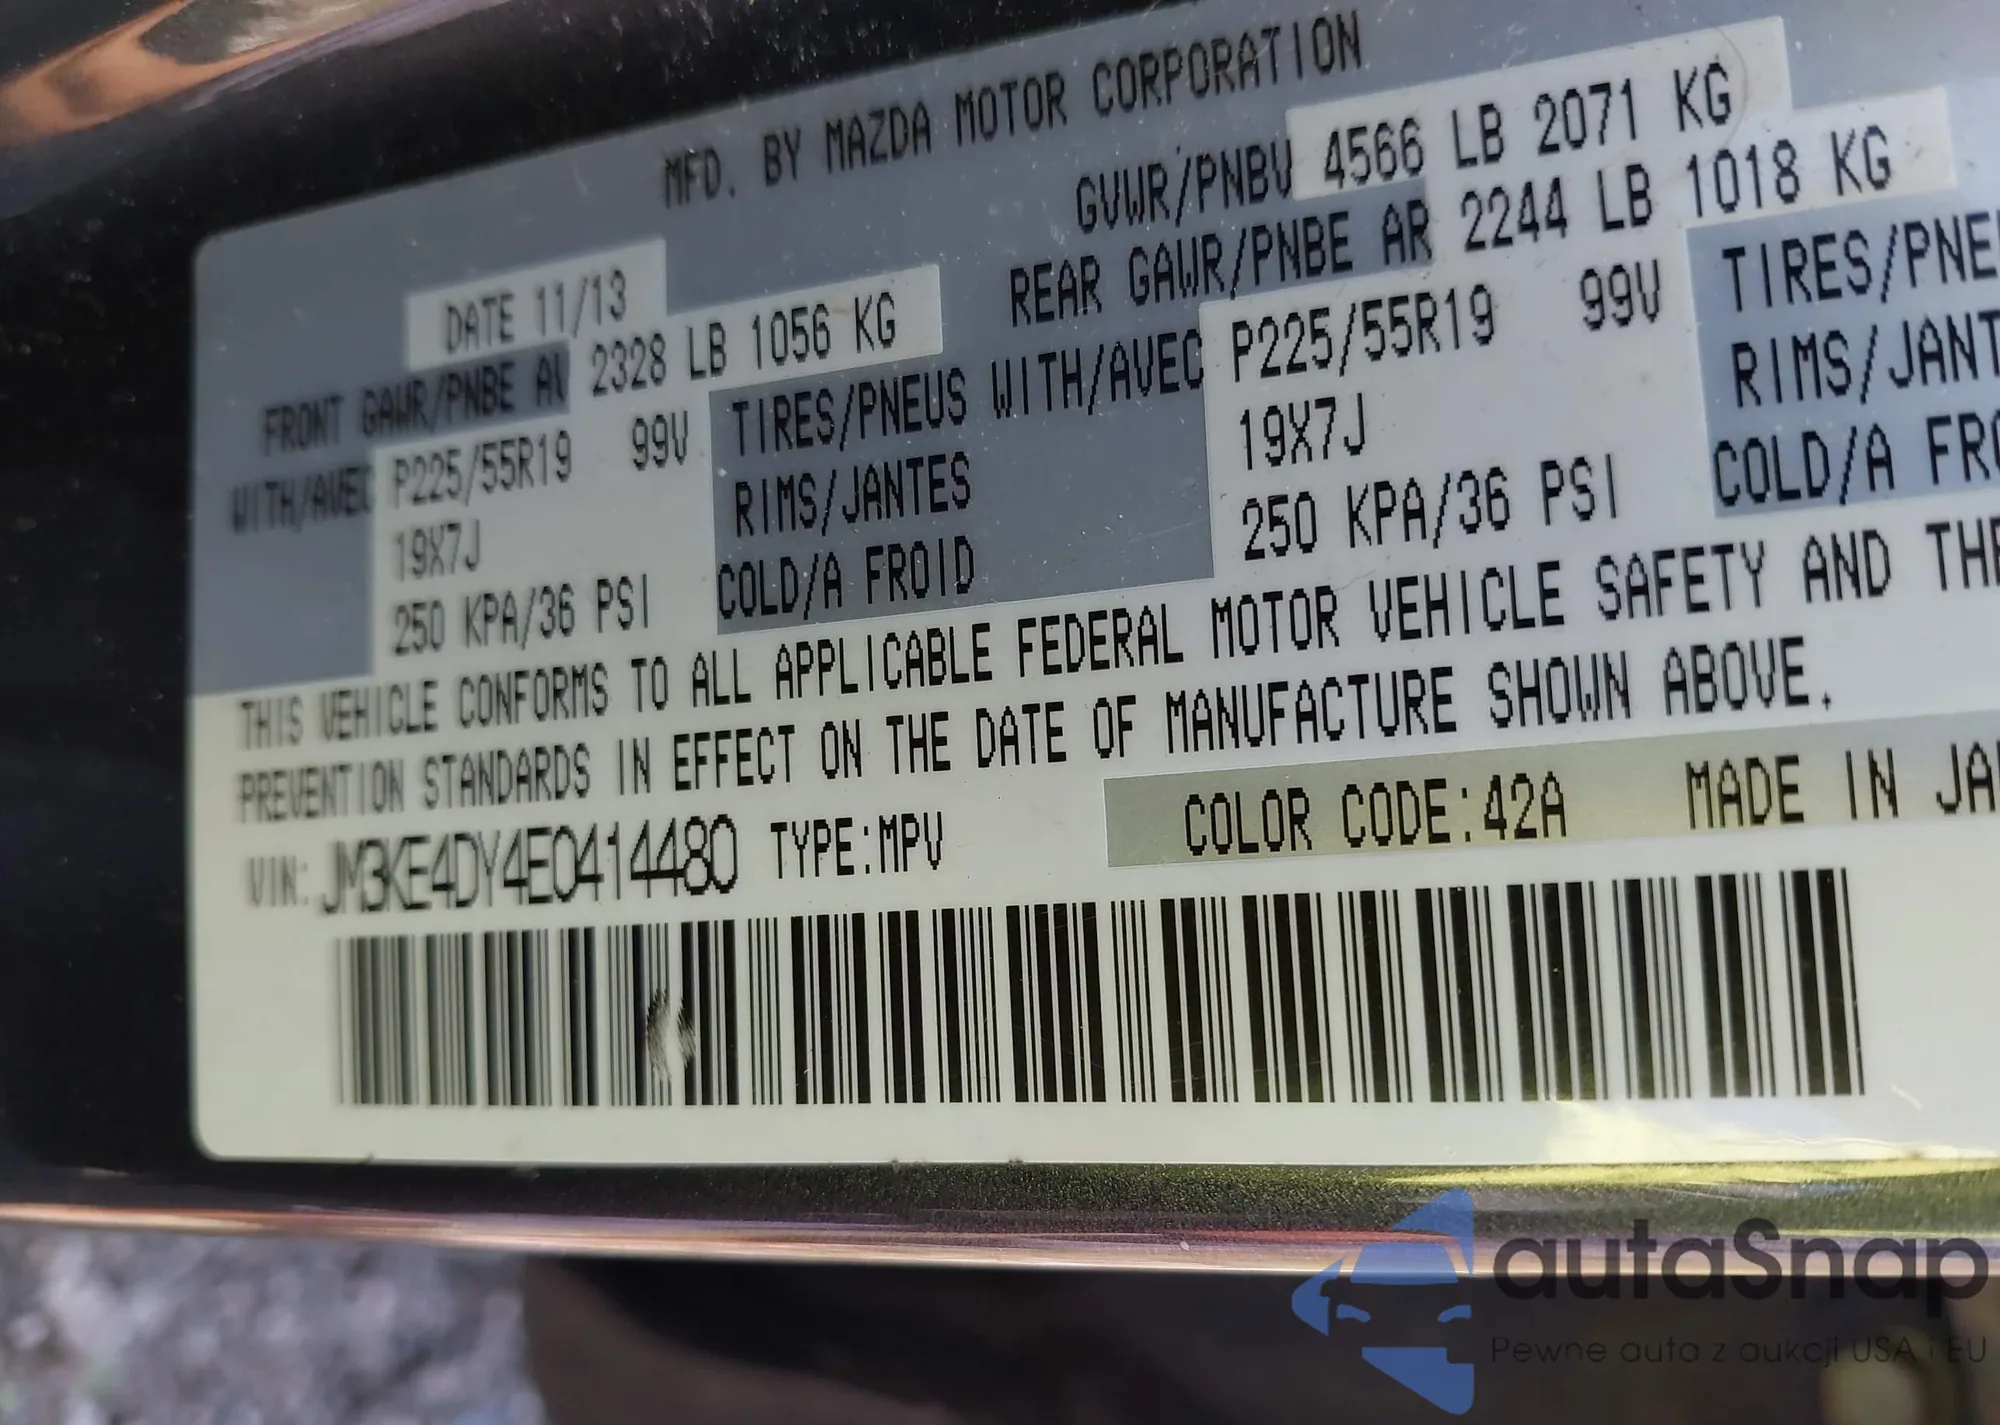 MFD. BY MAZDA MOTOR CORPORATION
DATE 11/13
GVWR/PNBV 4566 LB 2071 KG
FRONT GAWR/PNBE AV 2328 LB 1056 KG
REAR GAWR/PNBE AR 2244 LB 1018 KG
WITH/AVEC P225/55R19 99V TIRES/PNEUS WITH/AVEC P225/55R19 99V TIRES/PNE
19X7J RIMS/JANTES 19X7J RIMS/JANT
250 KPA/36 PSI COLD/A FROID 250 KPA/36 PSI COLD/A FRO
THIS VEHICLE CONFORMS TO ALL APPLICABLE FEDERAL MOTOR VEHICLE SAFETY AND THE
PREVENTION STANDARDS IN EFFECT ON THE DATE OF MANUFACTURE SHOWN ABOVE.
VIN: JM3KE4DY4E0414480 TYPE:MPV COLOR CODE:42A MADE IN JA
autaSnap
Pewne auta z aukcji USA i EU